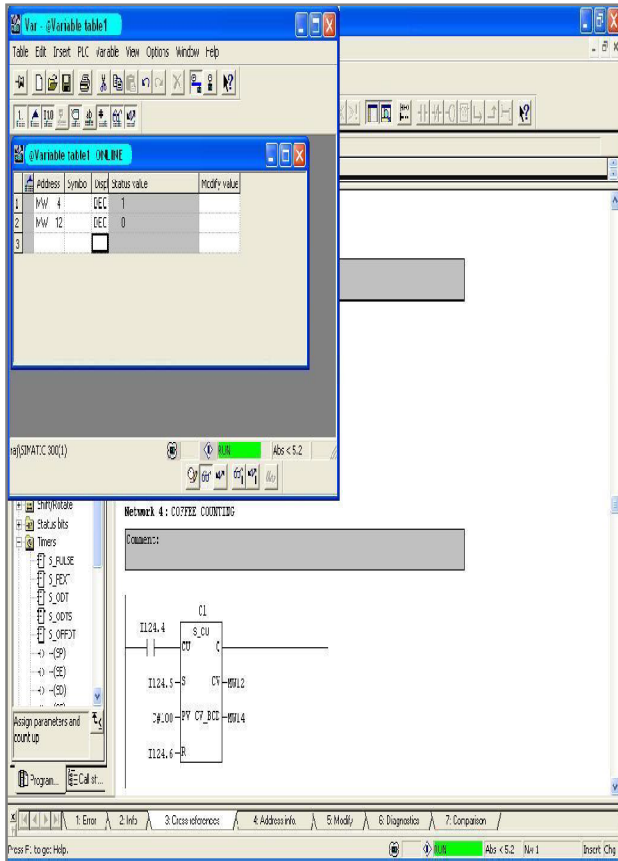 Var - @Variable table1
Table Edit Insert PLC Variable View Options Window Help
@Variable table1 ONLINE
Address Symbo Disp Status value Modify value
1 MW 4 DEC 1
2 MW 12 DEC 0
3
raj\SIMATIC 300(1) RUN Abs < 5.2
Shift/Rotate
Status bits
Timers
S_PULSE
S_PEXT
S_ODT
S_ODTS
S_OFFDT
-(SP)
-(SE)
-(SD)
Assign parameters and
count up
Program...
Call st...
Network 4: COFFEE COUNTING
Comment:
C1
I124.4 S_CU
CU Q
I124.5 S CV MW12
C#100 PV CV_BCD MW14
I124.6 R
1: Error 2: Info 3: Cross references 4: Address info. 5: Modify 6: Diagnostics 7: Comparison
Press F1 to get Help. RUN Abs < 5.2 Nw 1 Insert Chg